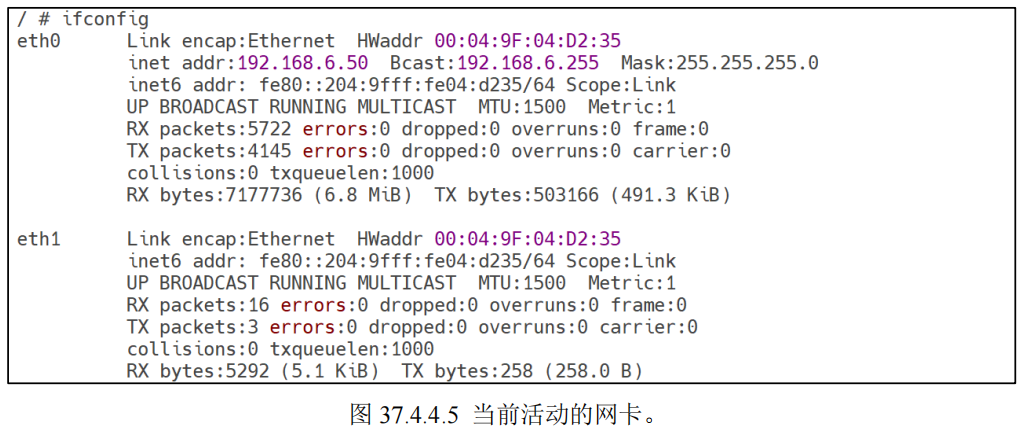 / # ifconfig
eth0 Link encap:Ethernet HWaddr 00:04:9F:04:D2:35
inet addr:192.168.6.50 Bcast:192.168.6.255 Mask:255.255.255.0
inet6 addr: fe80::204:9fff:fe04:d235/64 Scope:Link
UP BROADCAST RUNNING MULTICAST MTU:1500 Metric:1
RX packets:5722 errors:0 dropped:0 overruns:0 frame:0
TX packets:4145 errors:0 dropped:0 overruns:0 carrier:0
collisions:0 txqueuelen:1000
RX bytes:7177736 (6.8 MiB) TX bytes:503166 (491.3 KiB)
eth1 Link encap:Ethernet HWaddr 00:04:9F:04:D2:35
inet6 addr: fe80::204:9fff:fe04:d235/64 Scope:Link
UP BROADCAST RUNNING MULTICAST MTU:1500 Metric:1
RX packets:16 errors:0 dropped:0 overruns:0 frame:0
TX packets:3 errors:0 dropped:0 overruns:0 carrier:0
collisions:0 txqueuelen:1000
RX bytes:5292 (5.1 KiB) TX bytes:258 (258.0 B)
图 37.4.4.5 当前活动的网卡。